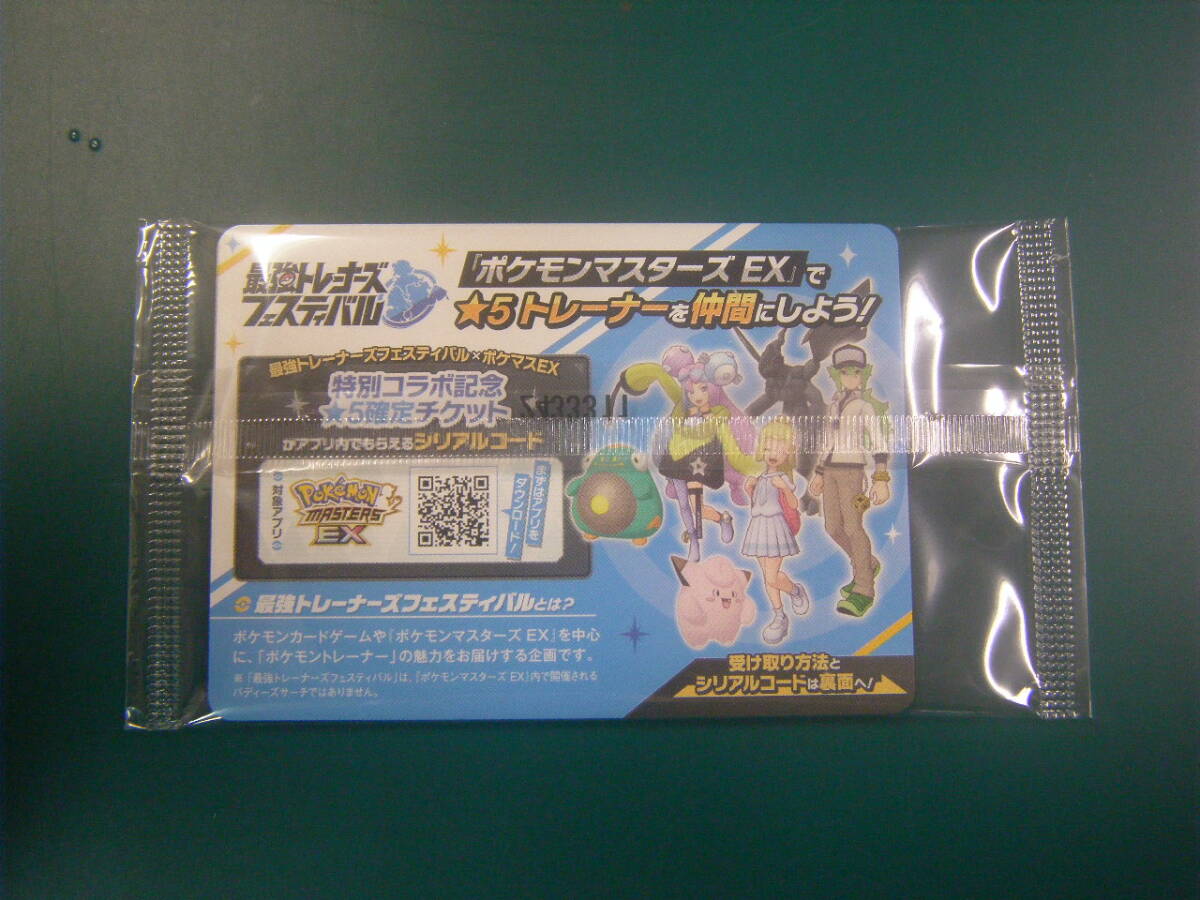 最強トレーナーズ
フェスティバル
『ポケモンマスターズ EX』で
★5トレーナーを仲間にしよう!
最強トレーナーズフェスティバル×ポケマスEX
特別コラボ記念
★5確定チケット
がアプリ内でもらえるシリアルコード
対象アプリ
POKéMON
MASTERS
EX
まずはアプリを
ダウンロード!
最強トレーナーズフェスティバルとは?
ポケモンカードゲームや『ポケモンマスターズ EX』を中心
に、「ポケモントレーナー」の魅力をお届けする企画です。
※「最強トレーナーズフェスティバル」は、『ポケモンマスターズ EX』内で開催される
バディーズサーチではありません。
受け取り方法と
シリアルコードは裏面へ!